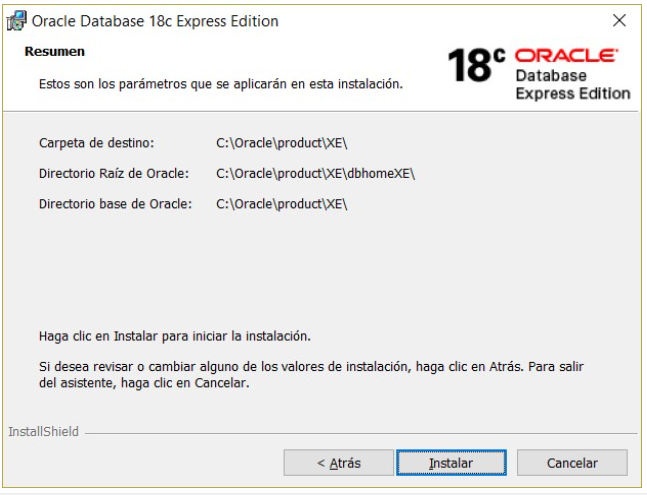 Oracle Database 18c Express Edition
Resumen
Estos son los parámetros que se aplicarán en esta instalación.
18c ORACLE
Database
Express Edition
Carpeta de destino: C:\Oracle\product\XE\
Directorio Raíz de Oracle: C:\Oracle\product\XE\dbhomeXE\
Directorio base de Oracle: C:\Oracle\product\XE\
Haga clic en Instalar para iniciar la instalación.
Si desea revisar o cambiar alguno de los valores de instalación, haga clic en Atrás. Para salir
del asistente, haga clic en Cancelar.
InstallShield
< Atrás Instalar Cancelar